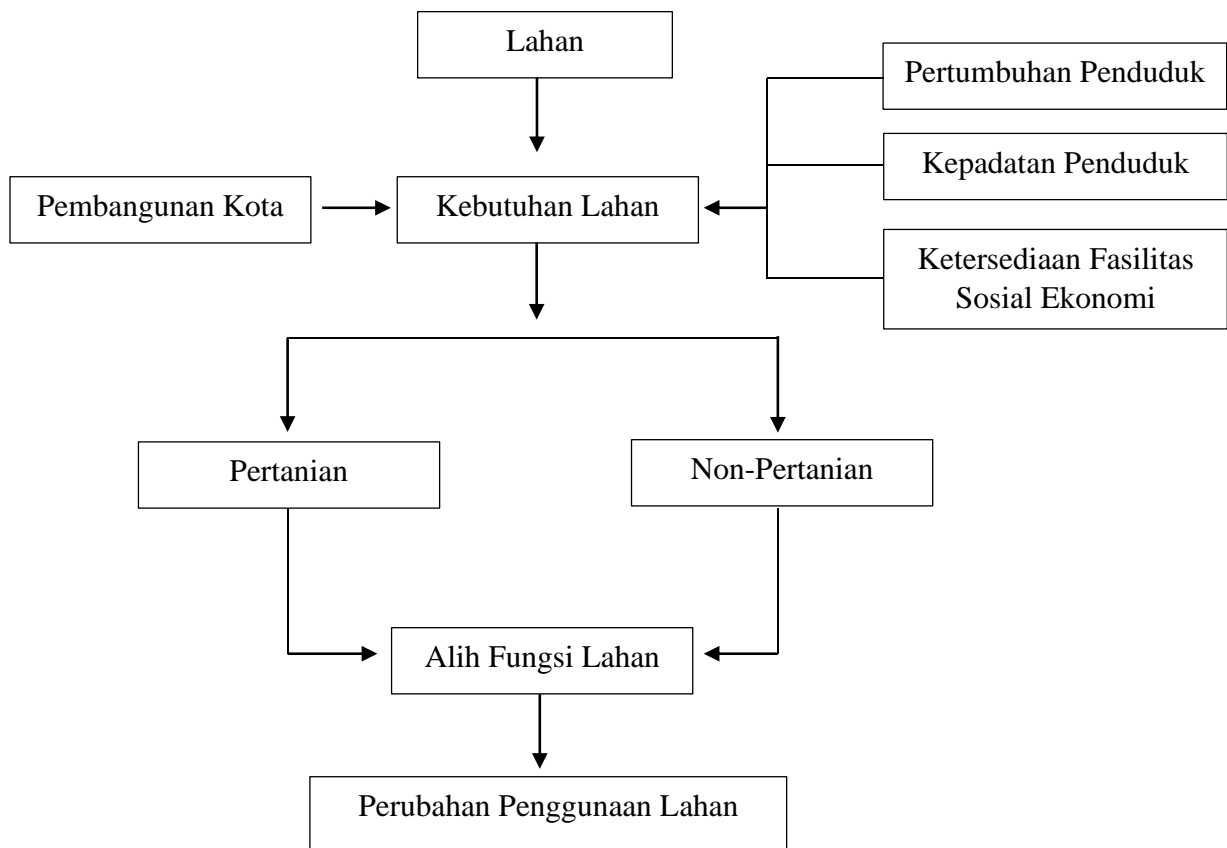 Lahan
Pertumbuhan Penduduk
Kepadatan Penduduk
Pembangunan Kota
Kebutuhan Lahan
Ketersediaan Fasilitas
Sosial Ekonomi
Pertanian
Non-Pertanian
Alih Fungsi Lahan
Perubahan Penggunaan Lahan